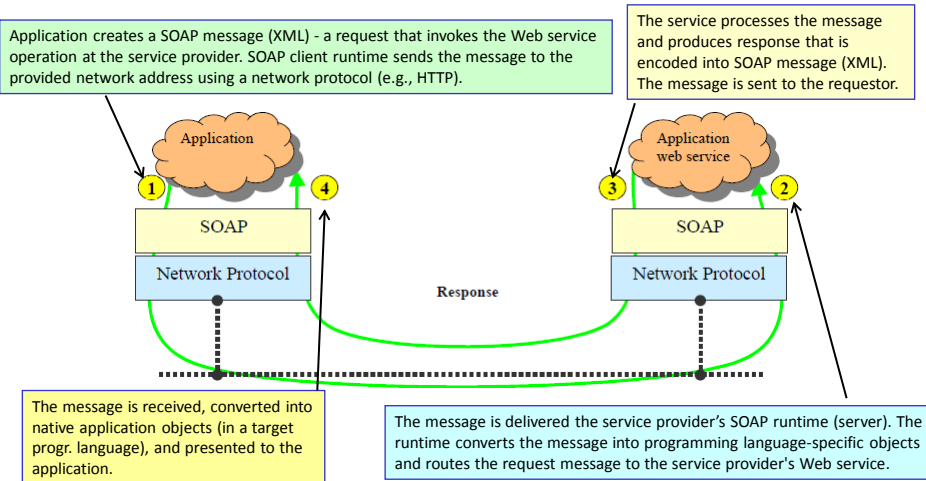 Application creates a SOAP message (XML) - a request that invokes the Web service
operation at the service provider. SOAP client runtime sends the message to the
provided network address using a network protocol (e.g., HTTP).
The service processes the message
and produces response that is
encoded into SOAP message (XML).
The message is sent to the requestor.
Application
Application
web service
1
4
3
2
SOAP
SOAP
Network Protocol
Network Protocol
Response
The message is received, converted into
native application objects (in a target
progr. language), and presented to the
application.
The message is delivered the service provider's SOAP runtime (server). The
runtime converts the message into programming language-specific objects
and routes the request message to the service provider's Web service.